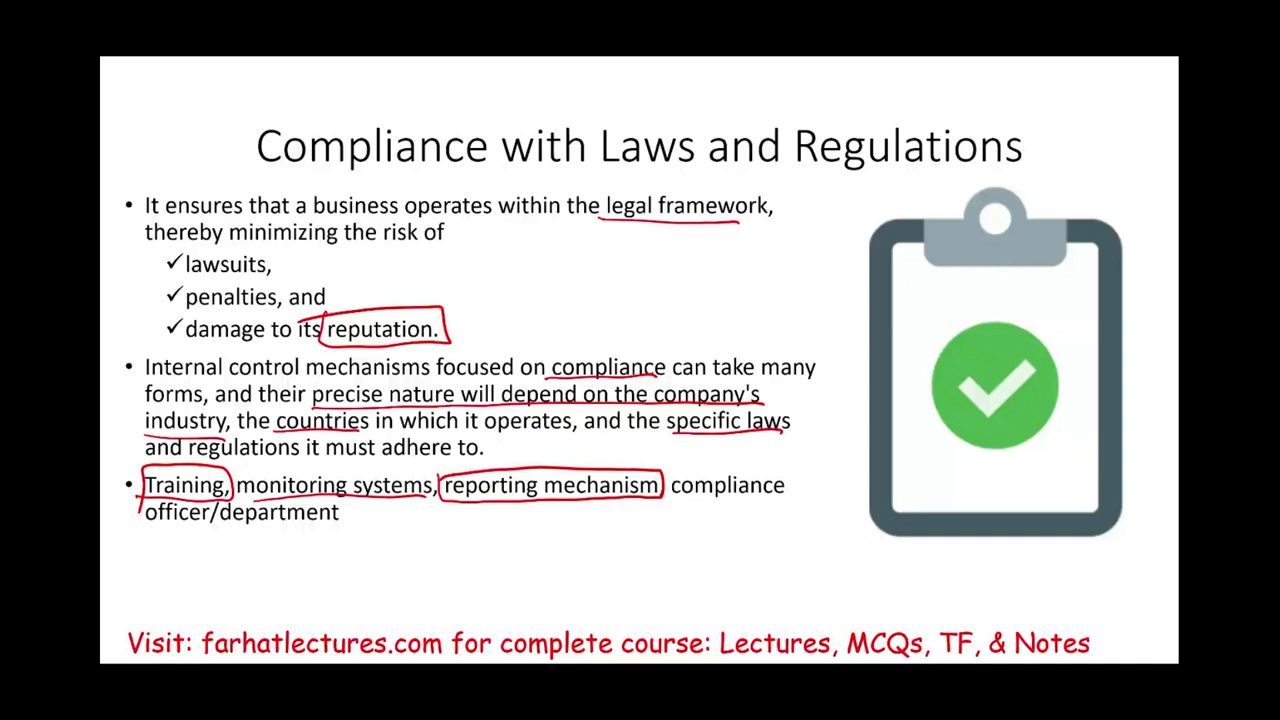 Compliance with Laws and Regulations
• It ensures that a business operates within the legal framework,
thereby minimizing the risk of
✓lawsuits,
✓penalties, and
✓damage to its reputation.
• Internal control mechanisms focused on compliance can take many
forms, and their precise nature will depend on the company's
industry, the countries in which it operates, and the specific laws
and regulations it must adhere to.
• Training, monitoring systems, reporting mechanism compliance
officer/department
Visit: farhatlectures.com for complete course: Lectures, MCQs, TF, & Notes